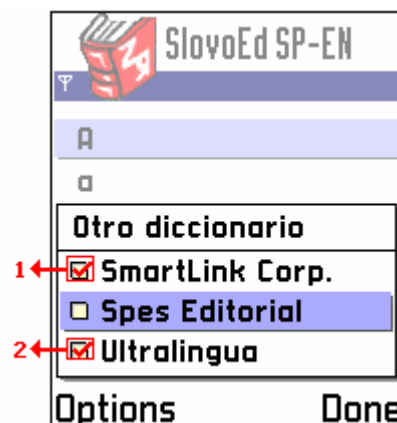 SlovoEd SP-EN
A
a
Otro diccionario
1 SmartLink Corp.
Spes Editorial
2 Ultralingua
Options Done